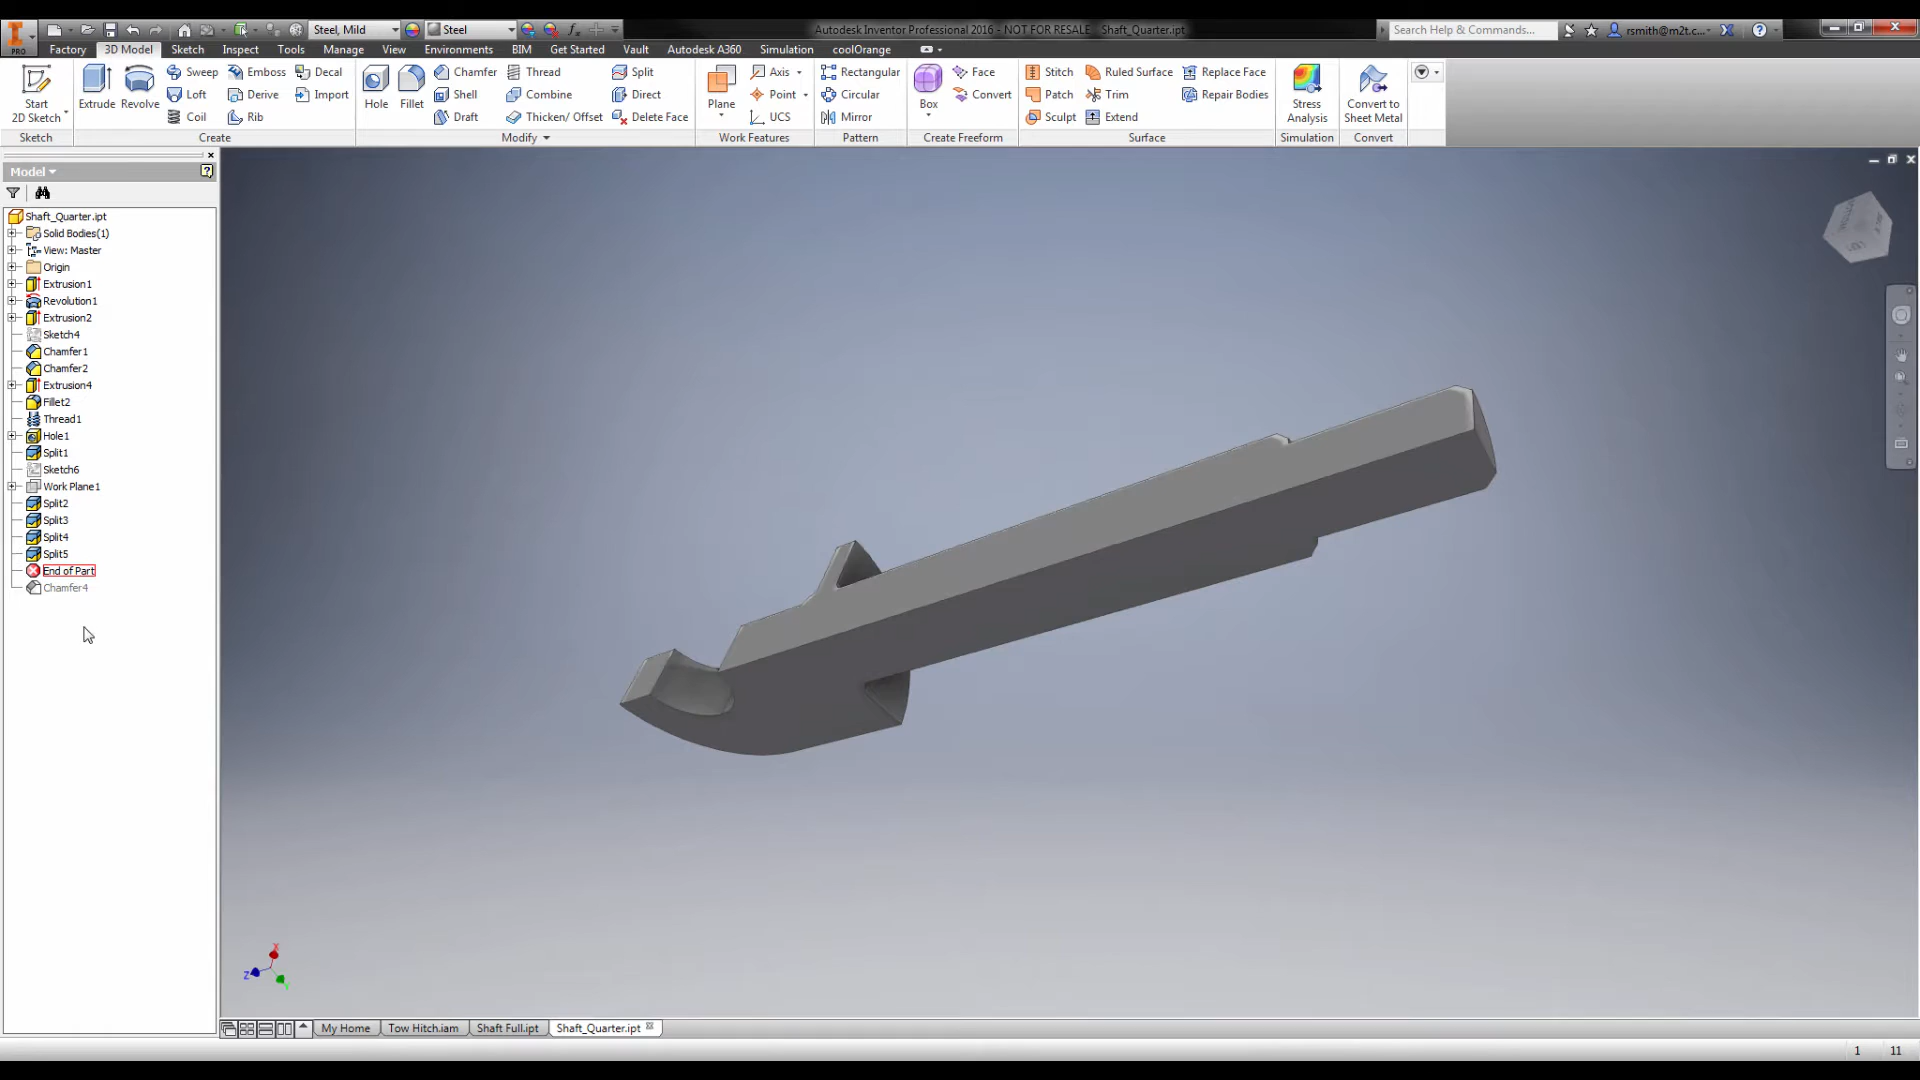 PRO
Steel, Mild
Steel
Autodesk Inventor Professional 2016 - NOT FOR RESALE Shaft_Quarter.ipt
Search Help & Commands...
rsmith@m2t.c...
Factory 3D Model Sketch Inspect Tools Manage View Environments BIM Get Started Vault Autodesk A360 Simulation coolOrange
Start
2D Sketch
Extrude
Revolve
Sweep
Loft
Coil
Emboss
Derive
Rib
Decal
Import
Hole
Fillet
Chamfer
Shell
Draft
Thread
Combine
Thicken/ Offset
Split
Direct
Delete Face
Plane
Axis
Point
UCS
Rectangular
Circular
Mirror
Box
Face
Convert
Stitch
Patch
Sculpt
Ruled Surface
Trim
Extend
Replace Face
Repair Bodies
Stress
Analysis
Convert to
Sheet Metal
Sketch Create Modify Work Features Pattern Create Freeform Surface Simulation Convert
Model
Shaft_Quarter.ipt
Solid Bodies(1)
View: Master
Origin
Extrusion1
Revolution1
Extrusion2
Sketch4
Chamfer1
Chamfer2
Extrusion4
Fillet2
Thread1
Hole1
Split1
Sketch6
Work Plane1
Split2
Split3
Split4
Split5
End of Part
Chamfer4
X
Z
Y
My Home Tow Hitch.iam Shaft Full.ipt Shaft_Quarter.ipt
1 11